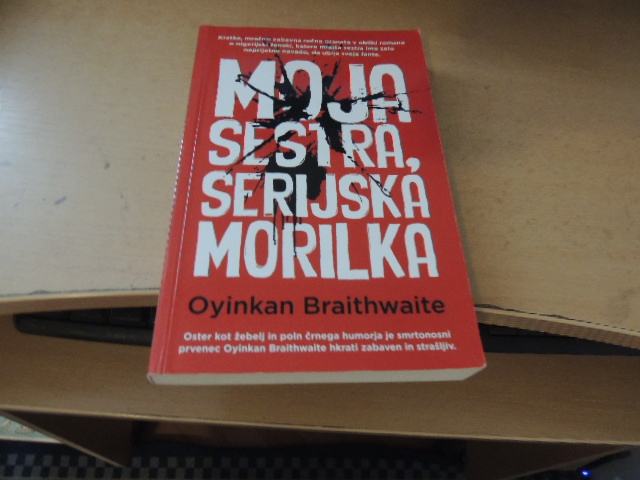 Kratka, mračno zabavna ročna granata v obliki romana
o nigerijski ženski, katere mlajša sestra ima zelo
neprijetno navado, da ubija svoje fante.
MOJA
SESTRA,
SERIJSKA
MORILKA
Oyinkan Braithwaite
Oster kot žebelj in poln črnega humorja je smrtonosni
prvenec Oyinkan Braithwaite hkrati zabaven in strašljiv.